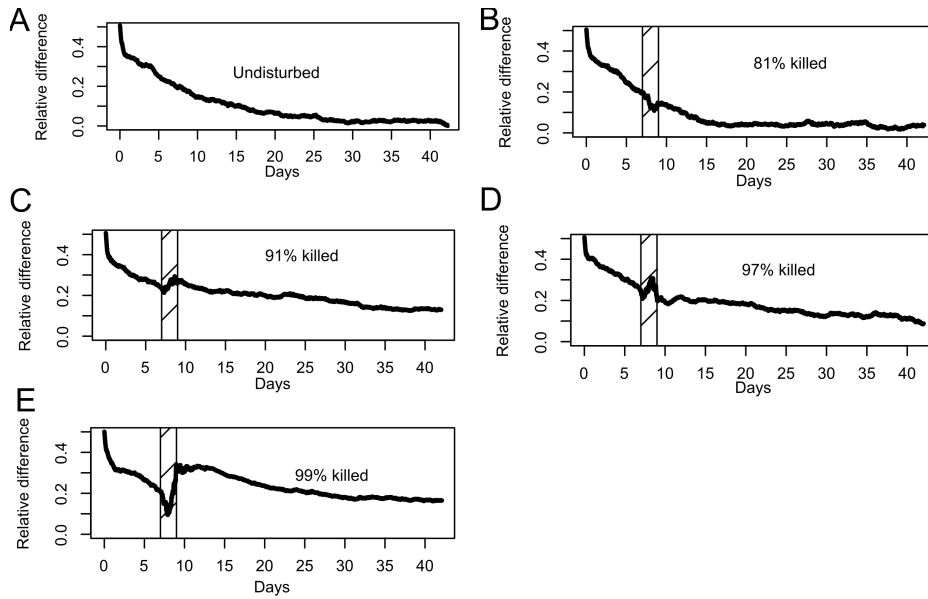 A
Relative difference
0.0 0.2 0.4
Undisturbed
0 5 10 15 20 25 30 35 40
Days
B
Relative difference
0.0 0.2 0.4
81% killed
0 5 10 15 20 25 30 35 40
Days
C
Relative difference
0.0 0.2 0.4
91% killed
0 5 10 15 20 25 30 35 40
Days
D
Relative difference
0.0 0.2 0.4
97% killed
0 5 10 15 20 25 30 35 40
Days
E
Relative difference
0.0 0.2 0.4
99% killed
0 5 10 15 20 25 30 35 40
Days